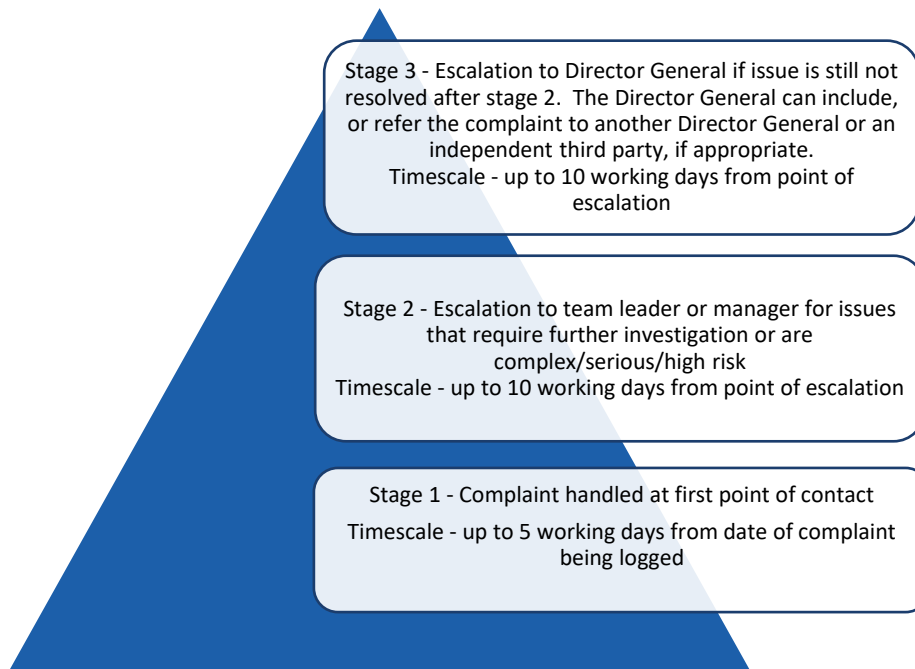 Stage 3 - Escalation to Director General if issue is still not
resolved after stage 2.  The Director General can include,
or refer the complaint to another Director General or an
independent third party, if appropriate.
Timescale - up to 10 working days from point of
escalation
Stage 2 - Escalation to team leader or manager for issues
that require further investigation or are
complex/serious/high risk
Timescale - up to 10 working days from point of escalation
Stage 1 - Complaint handled at first point of contact
Timescale - up to 5 working days from date of complaint
being logged